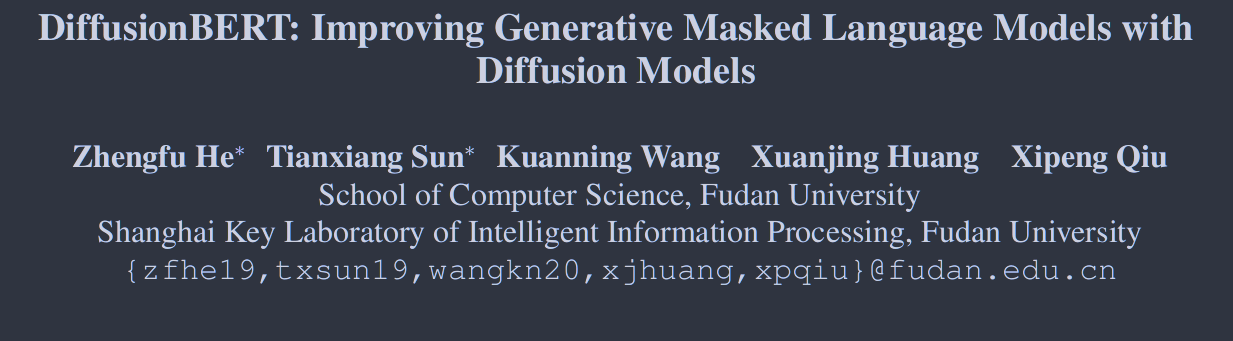 DiffusionBERT: Improving Generative Masked Language Models with
Diffusion Models
Zhengfu He* Tianxiang Sun* Kuanning Wang Xuanjing Huang Xipeng Qiu
School of Computer Science, Fudan University
Shanghai Key Laboratory of Intelligent Information Processing, Fudan University
{zfhe19,txsun19,wangkn20,xjhuang,xpqiu}@fudan.edu.cn